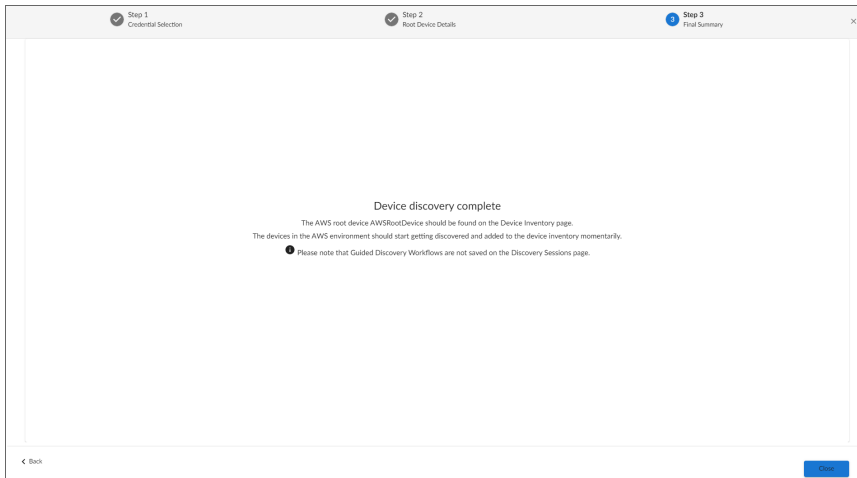 Step 1
Credential Selection
Step 2
Root Device Details
3
Step 3
Final Summary
Device discovery complete
The AWS root device AWSRootDevice should be found on the Device Inventory page.
The devices in the AWS environment should start getting discovered and added to the device inventory momentarily.
Please note that Guided Discovery Workflows are not saved on the Discovery Sessions page.
Back
Close